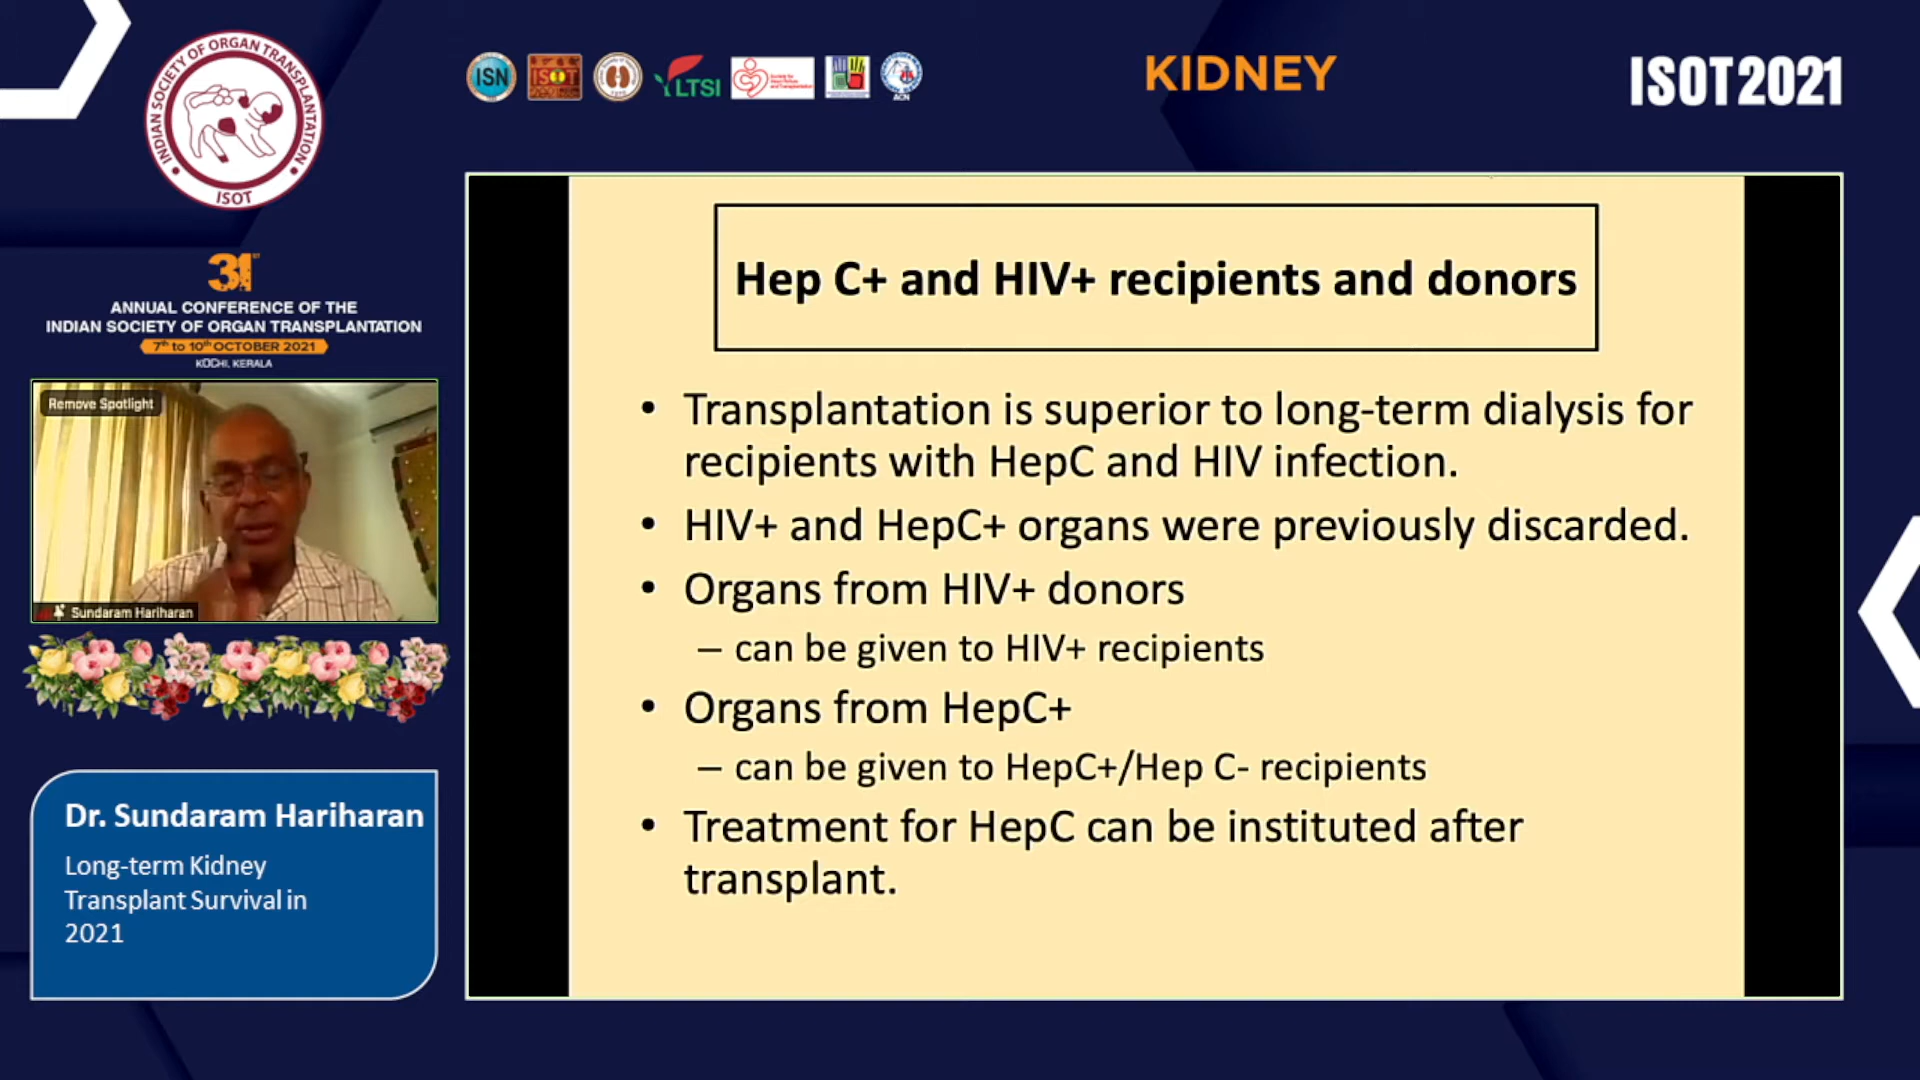 INDIAN SOCIETY OF ORGAN TRANSPLANTATION
ISOT
ISN
ISOT
LTSI
ACN
KIDNEY
ISOT2021
31ST
ANNUAL CONFERENCE OF THE
INDIAN SOCIETY OF ORGAN TRANSPLANTATION
7th to 10th OCTOBER 2021
KOCHI, KERALA
Remove Spotlight
Sundaram Hariharan
Dr. Sundaram Hariharan
Long-term Kidney
Transplant Survival in
2021
Hep C+ and HIV+ recipients and donors
• Transplantation is superior to long-term dialysis for
recipients with HepC and HIV infection.
• HIV+ and HepC+ organs were previously discarded.
• Organs from HIV+ donors
– can be given to HIV+ recipients
• Organs from HepC+
– can be given to HepC+/Hep C- recipients
• Treatment for HepC can be instituted after
transplant.